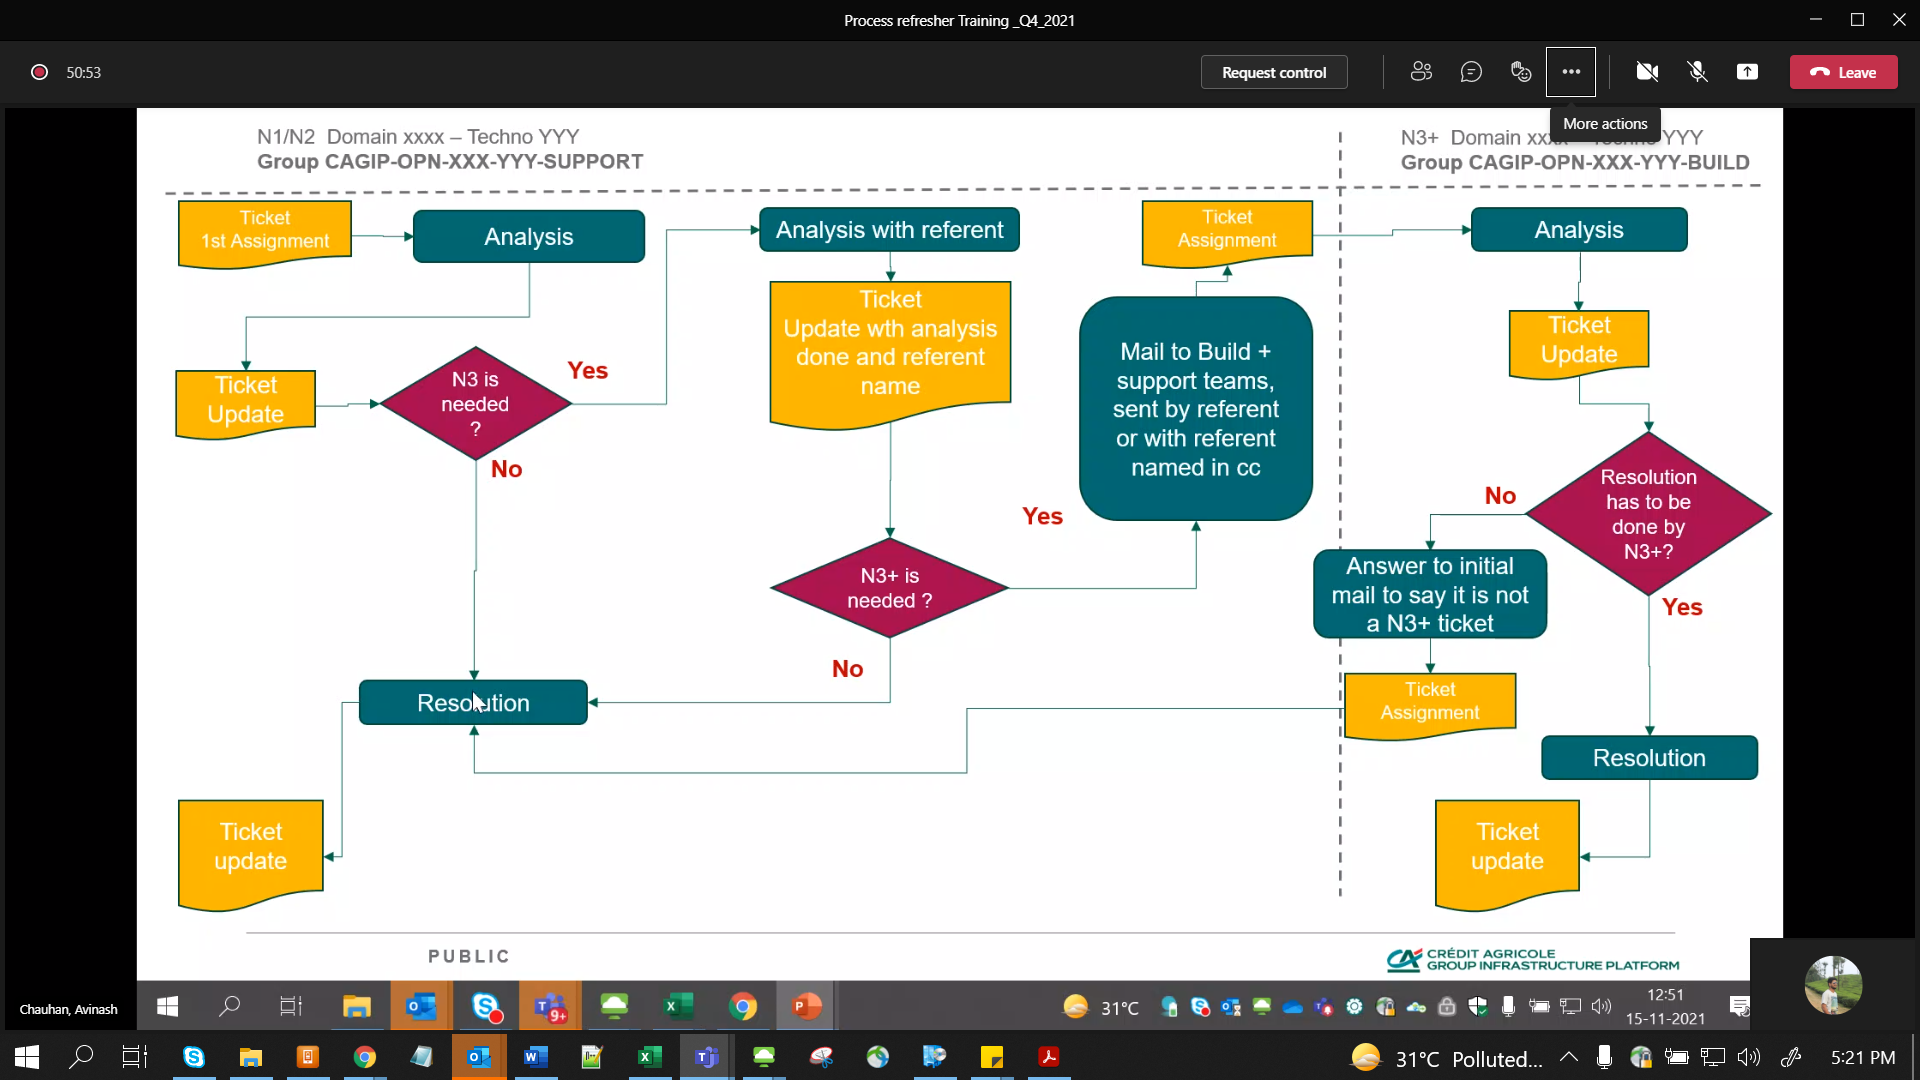 Process refresher Training _Q4_2021
50:53
Request control
Leave
More actions
N1/N2 Domain xxxx – Techno YYY
Group CAGIP-OPN-XXX-YYY-SUPPORT
N3+ Domain YYY
Group CAGIP-OPN-XXX-YYY-BUILD
Ticket
1st Assignment
Analysis
Analysis with referent
Ticket
Assignment
Analysis
Ticket
Update wth analysis
done and referent
name
Mail to Build +
support teams,
sent by referent
or with referent
named in cc
Ticket
Update
Ticket
Update
N3 is
needed
?
Yes
No
Resolution
has to be
done by
N3+?
No
Yes
Yes
N3+ is
needed ?
No
Answer to initial
mail to say it is not
a N3+ ticket
Ticket
Assignment
Resolution
Resolution
Ticket
update
Ticket
update
PUBLIC
CA CRÉDIT AGRICOLE
GROUP INFRASTRUCTURE PLATFORM
Chauhan, Avinash
9+
31°C
12:51
15-11-2021
31°C Polluted...
5:21 PM